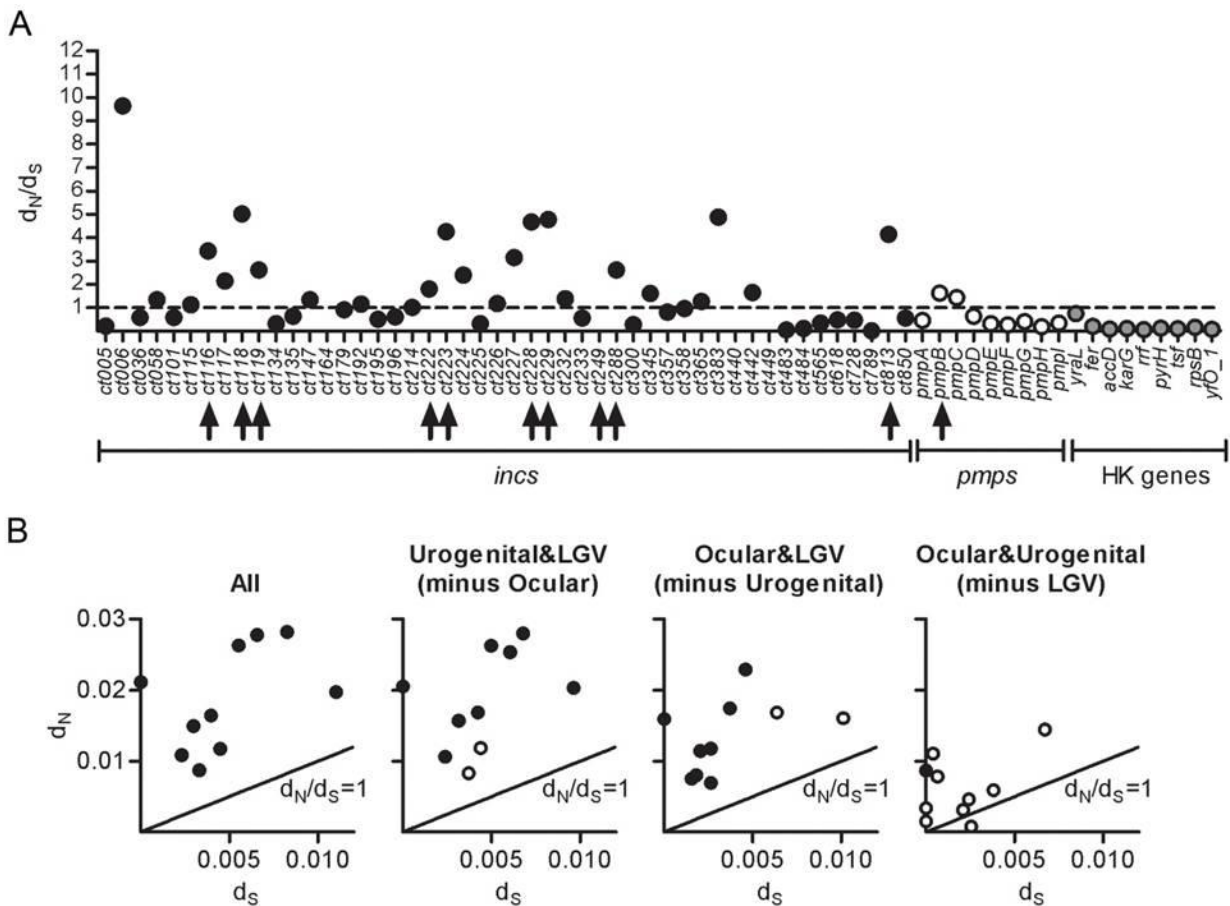 A
12
11
10
9
8
7
6
5
4
3
2
1
dN/dS
ct005 ct006 ct036 ct058 ct101 ct115 ct116 ct117 ct118 ct119 ct134 ct135 ct147 ct164 ct179 ct192 ct195 ct196 ct214 ct222 ct223 ct224 ct225 ct226 ct227 ct228 ct229 ct232 ct233 ct249 ct288 ct300 ct345 ct357 ct358 ct365 ct383 ct440 ct442 ct449 ct483 ct484 ct565 ct618 ct728 ct789 ct813 ct850 pmpA pmpB pmpC pmpD pmpE pmpF pmpG pmpH pmpI yraL fer accD karG rrf pyrH tsf rpsB yfiO_1
incs pmps HK genes
B
All
Urogenital&LGV
(minus Ocular)
Ocular&LGV
(minus Urogenital)
Ocular&Urogenital
(minus LGV)
0.03
0.02
0.01
dN
dN/dS=1 dN/dS=1 dN/dS=1 dN/dS=1
0.005 0.010 0.005 0.010 0.005 0.010 0.005 0.010
dS dS dS dS